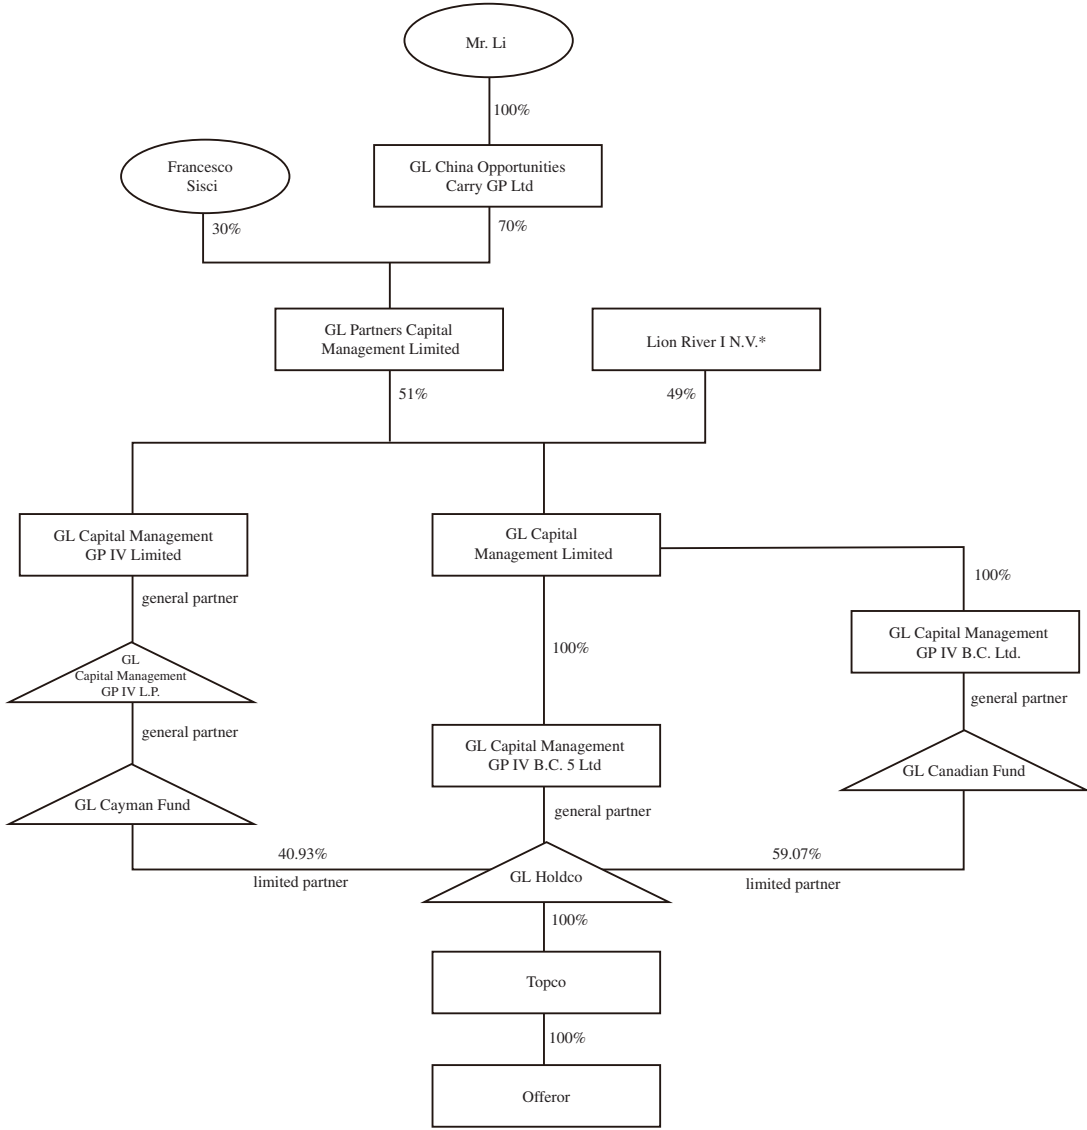 Mr. Li
100%
Francesco
Sisci
GL China Opportunities
Carry GP Ltd
30%
70%
GL Partners Capital
Management Limited
Lion River I N.V.*
51%
49%
GL Capital Management
GP IV Limited
GL Capital
Management Limited
general partner
100%
GL Capital Management
GP IV B.C. Ltd.
100%
GL
Capital Management
GP IV L.P.
general partner
general partner
GL Capital Management
GP IV B.C. 5 Ltd
GL Canadian Fund
GL Cayman Fund
general partner
40.93%
limited partner
59.07%
limited partner
GL Holdco
100%
Topco
100%
Offeror